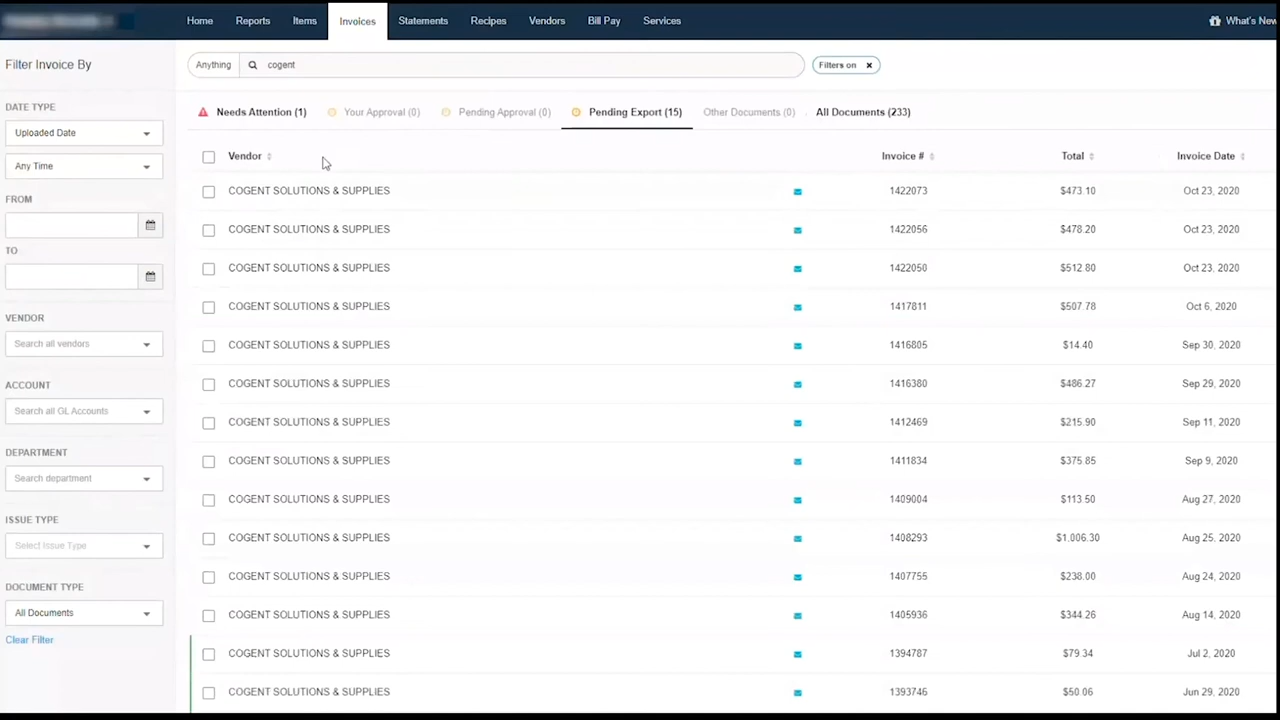 Home Reports Items Invoices Statements Recipes Vendors Bill Pay Services What's New
Filter Invoice By
Anything cogent Filters on x
DATE TYPE
Uploaded Date
Any Time
FROM
TO
VENDOR
Search all vendors
ACCOUNT
Search all GL Accounts
DEPARTMENT
Search department
ISSUE TYPE
Select Issue Type
DOCUMENT TYPE
All Documents
Clear Filter
Needs Attention (1) Your Approval (0) Pending Approval (0) Pending Export (15) Other Documents (0) All Documents (233)
Vendor Invoice # Total Invoice Date
COGENT SOLUTIONS & SUPPLIES 1422073 $473.10 Oct 23, 2020
COGENT SOLUTIONS & SUPPLIES 1422056 $478.20 Oct 23, 2020
COGENT SOLUTIONS & SUPPLIES 1422050 $512.80 Oct 23, 2020
COGENT SOLUTIONS & SUPPLIES 1417811 $507.78 Oct 6, 2020
COGENT SOLUTIONS & SUPPLIES 1416805 $14.40 Sep 30, 2020
COGENT SOLUTIONS & SUPPLIES 1416380 $486.27 Sep 29, 2020
COGENT SOLUTIONS & SUPPLIES 1412469 $215.90 Sep 11, 2020
COGENT SOLUTIONS & SUPPLIES 1411834 $375.85 Sep 9, 2020
COGENT SOLUTIONS & SUPPLIES 1409004 $113.50 Aug 27, 2020
COGENT SOLUTIONS & SUPPLIES 1408293 $1,006.30 Aug 25, 2020
COGENT SOLUTIONS & SUPPLIES 1407755 $238.00 Aug 24, 2020
COGENT SOLUTIONS & SUPPLIES 1405936 $344.26 Aug 14, 2020
COGENT SOLUTIONS & SUPPLIES 1394787 $79.34 Jul 2, 2020
COGENT SOLUTIONS & SUPPLIES 1393746 $50.06 Jun 29, 2020